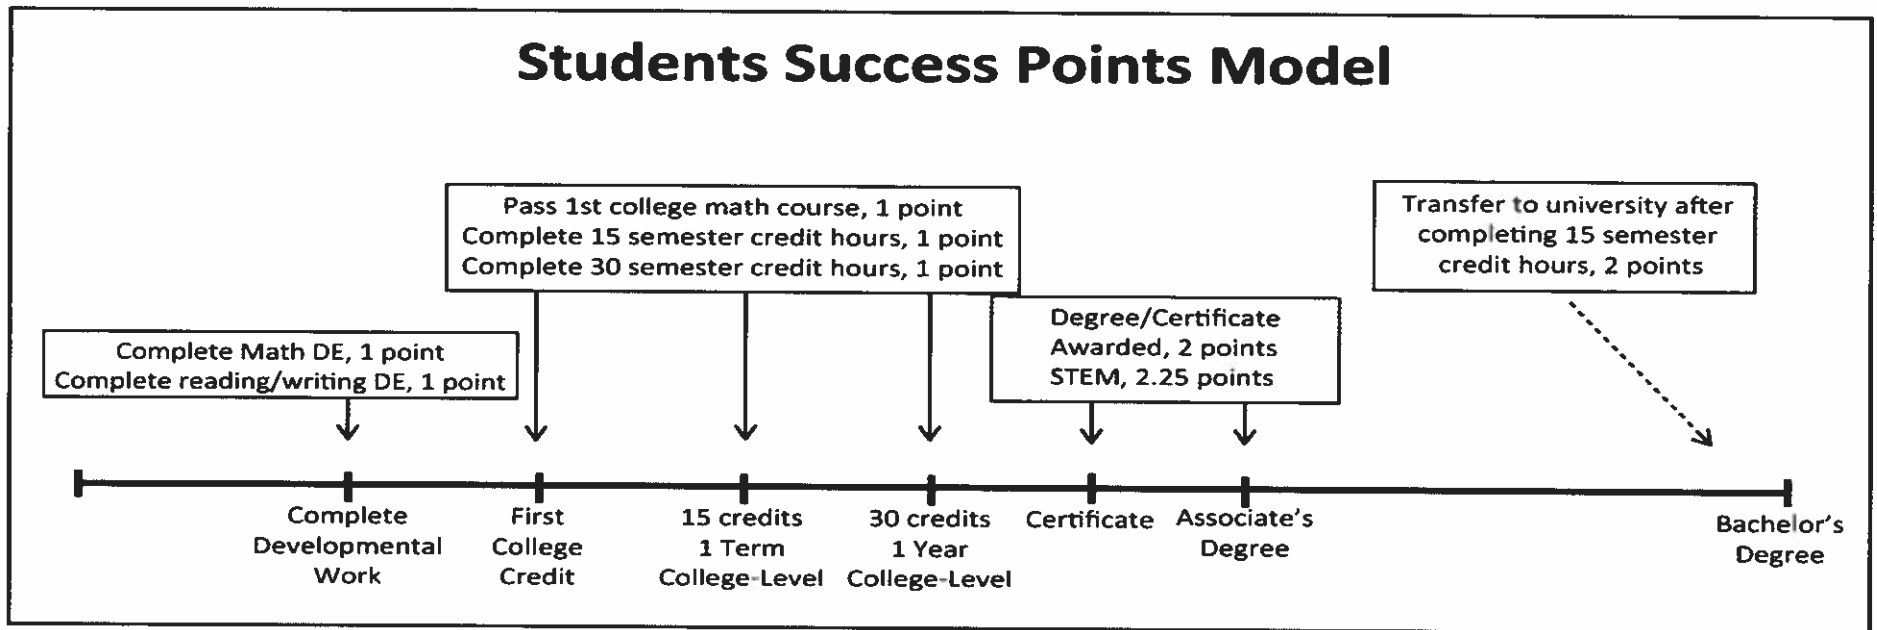 Students Success Points Model
Pass 1st college math course, 1 point
Complete 15 semester credit hours, 1 point
Complete 30 semester credit hours, 1 point
Transfer to university after
completing 15 semester
credit hours, 2 points
Degree/Certificate
Awarded, 2 points
STEM, 2.25 points
Complete Math DE, 1 point
Complete reading/writing DE, 1 point
Complete
Developmental
Work
First
College
Credit
15 credits
1 Term
College-Level
30 credits
1 Year
College-Level
Certificate
Associate's
Degree
Bachelor's
Degree